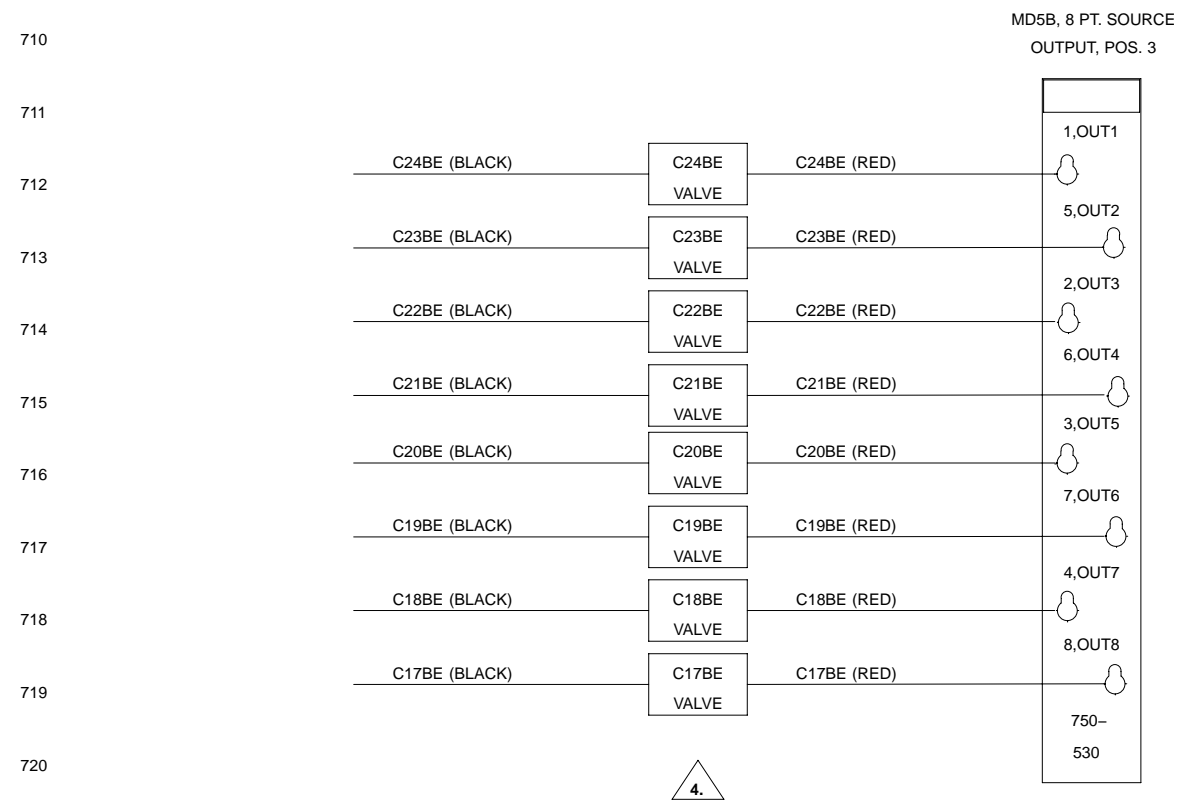 MD5B, 8 PT. SOURCE
710
OUTPUT, POS. 3
711
1,OUT1
C24BE (BLACK)
C24BE
C24BE (RED)
712
VALVE
5,OUT2
C23BE (BLACK)
C23BE
C23BE (RED)
713
VALVE
2,OUT3
C22BE (BLACK)
C22BE
C22BE (RED)
714
VALVE
6,OUT4
C21BE (BLACK)
C21BE
C21BE (RED)
715
VALVE
3,OUT5
C20BE (BLACK)
C20BE
C20BE (RED)
716
VALVE
7,OUT6
C19BE (BLACK)
C19BE
C19BE (RED)
717
VALVE
4,OUT7
C18BE (BLACK)
C18BE
C18BE (RED)
718
VALVE
8,OUT8
C17BE (BLACK)
C17BE
C17BE (RED)
719
VALVE
750–
530
720
4.